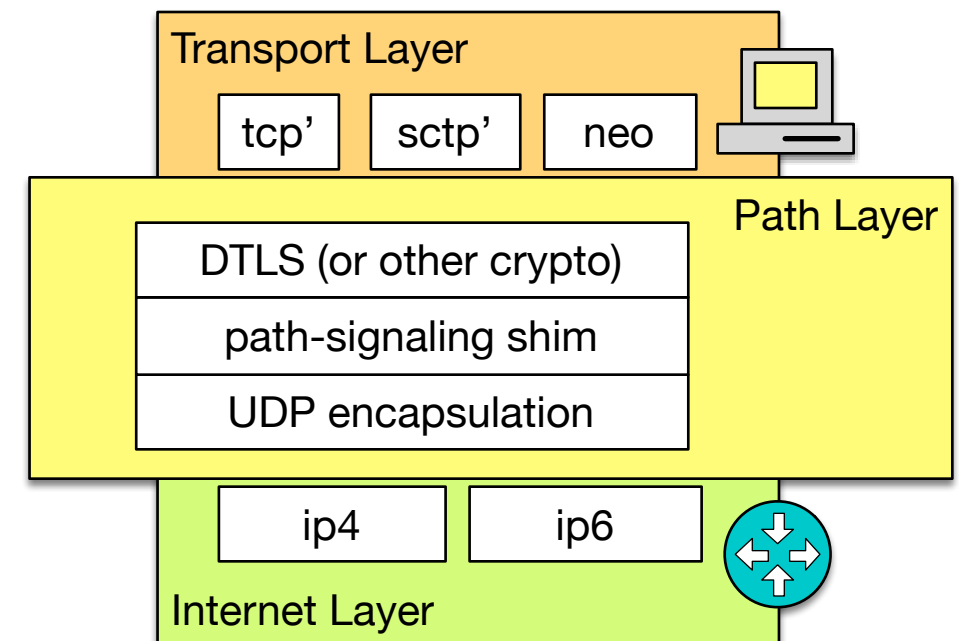 Transport Layer
tcp’ sctp’ neo
Path Layer
DTLS (or other crypto)
path-signaling shim
UDP encapsulation
ip4 ip6
Internet Layer